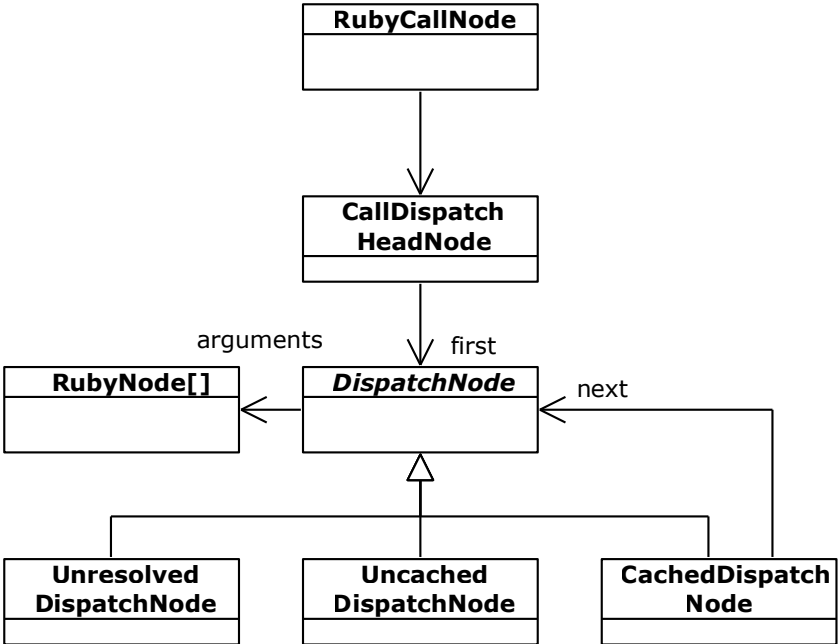 RubyCallNode
CallDispatch
HeadNode
arguments
first
RubyNode[]
DispatchNode
next
Unresolved
DispatchNode
Uncached
DispatchNode
CachedDispatch
Node